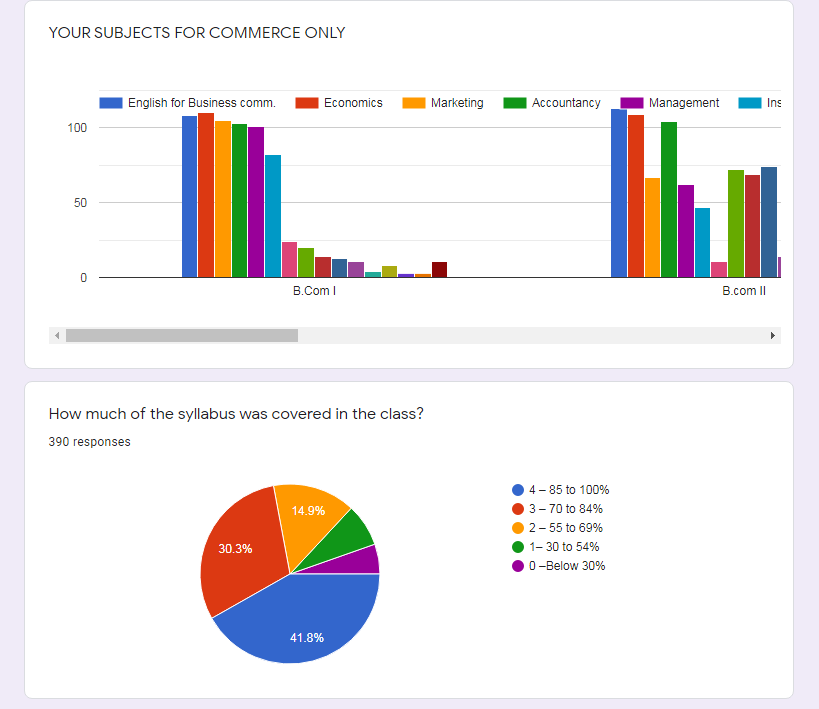 YOUR SUBJECTS FOR COMMERCE ONLY
English for Business comm. Economics Marketing Accountancy Management Ins
100
50
0
B.Com I B.com II
How much of the syllabus was covered in the class?
390 responses
4 – 85 to 100%
3 – 70 to 84%
2 – 55 to 69%
1– 30 to 54%
0 –Below 30%
14.9%
30.3%
41.8%